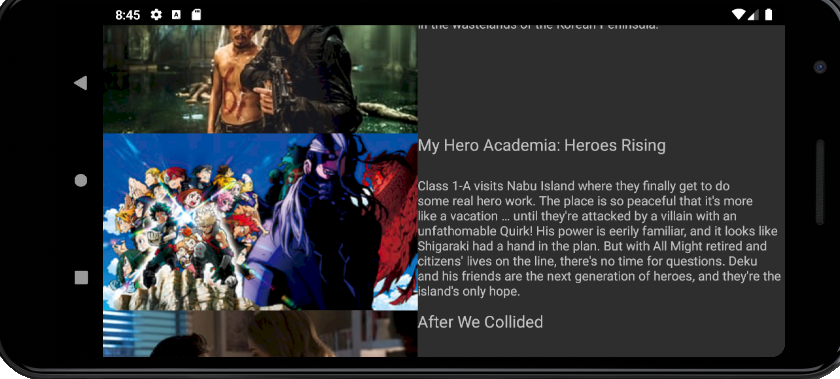 8:45
in the wastelands of the Korean Peninsula.
My Hero Academia: Heroes Rising
Class 1-A visits Nabu Island where they finally get to do
some real hero work. The place is so peaceful that it's more
like a vacation … until they're attacked by a villain with an
unfathomable Quirk! His power is eerily familiar, and it looks like
Shigaraki had a hand in the plan. But with All Might retired and
citizens' lives on the line, there's no time for questions. Deku
and his friends are the next generation of heroes, and they're the
island's only hope.
After We Collided